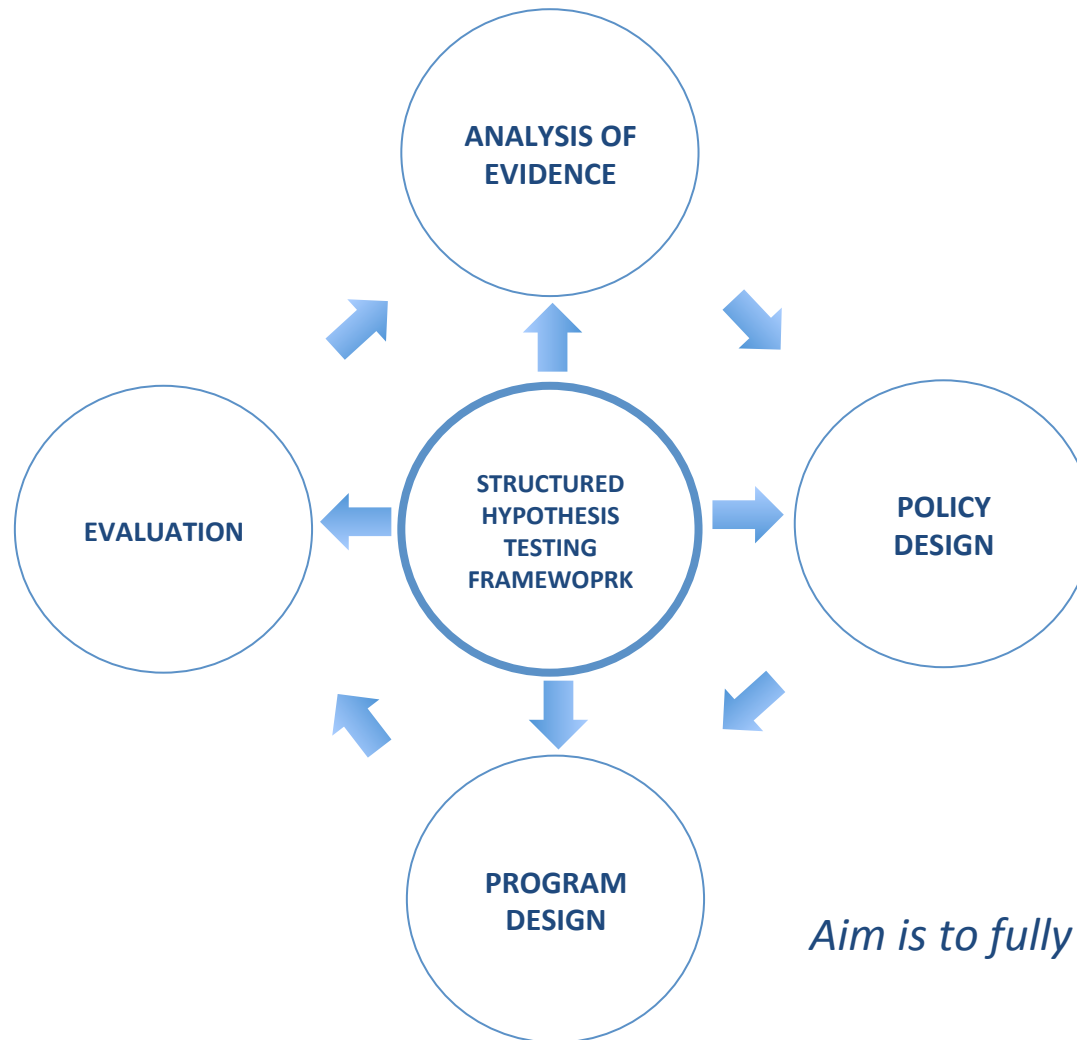 ANALYSIS OF
EVIDENCE
EVALUATION
STRUCTURED
HYPOTHESIS
TESTING
FRAMEWOPRK
POLICY
DESIGN
PROGRAM
DESIGN
Aim is to fully